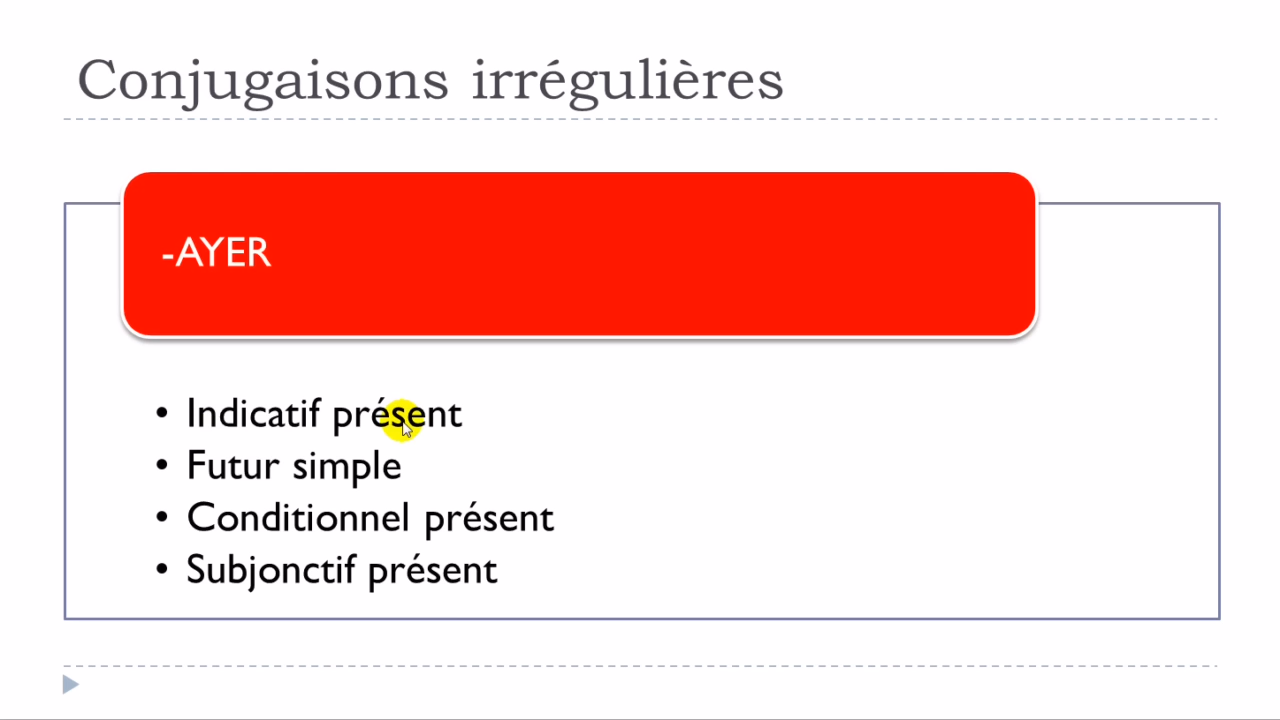 Conjugaisons irrégulières
-AYER
• Indicatif présent
• Futur simple
• Conditionnel présent
• Subjonctif présent